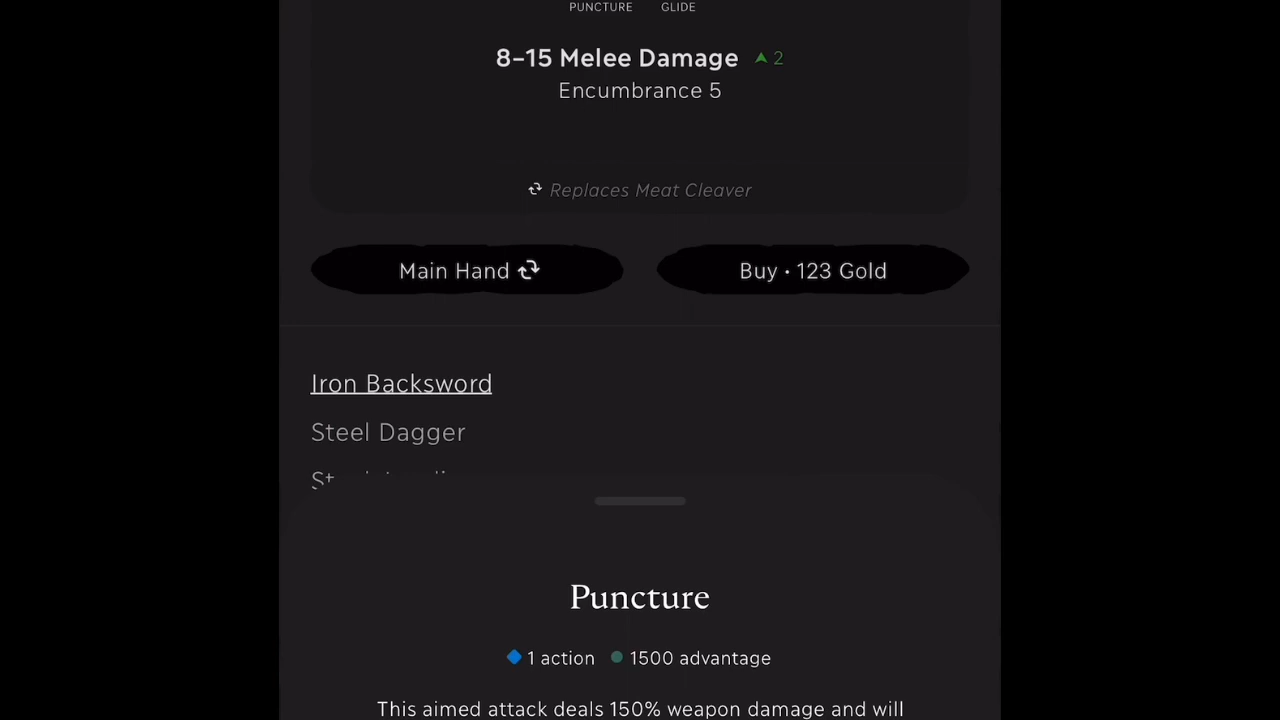 PUNCTURE GLIDE
8–15 Melee Damage ▲ 2
Encumbrance 5
Replaces Meat Cleaver
Main Hand
Buy • 123 Gold
Iron Backsword
Steel Dagger
Puncture
1 action 1500 advantage
This aimed attack deals 150% weapon damage and will